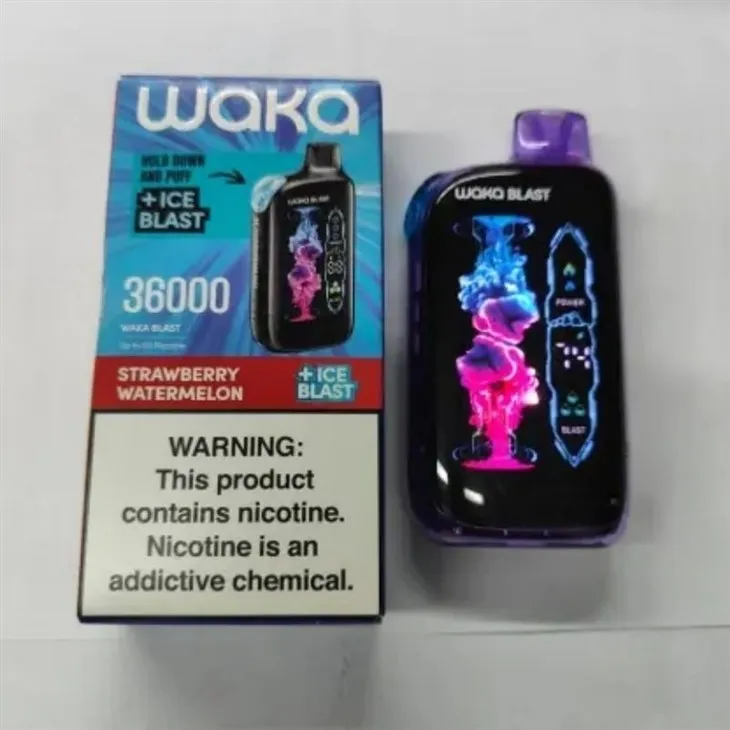 waka
HOLD DOWN
AND PUFF
+ICE
BLAST
WAKA BLAST
36000
WAKA BLAST
STRAWBERRY
WATERMELON
+ICE
BLAST
WARNING:
This product
contains nicotine.
Nicotine is an
addictive chemical.
WAKA BLAST
POWER
74
BLAST